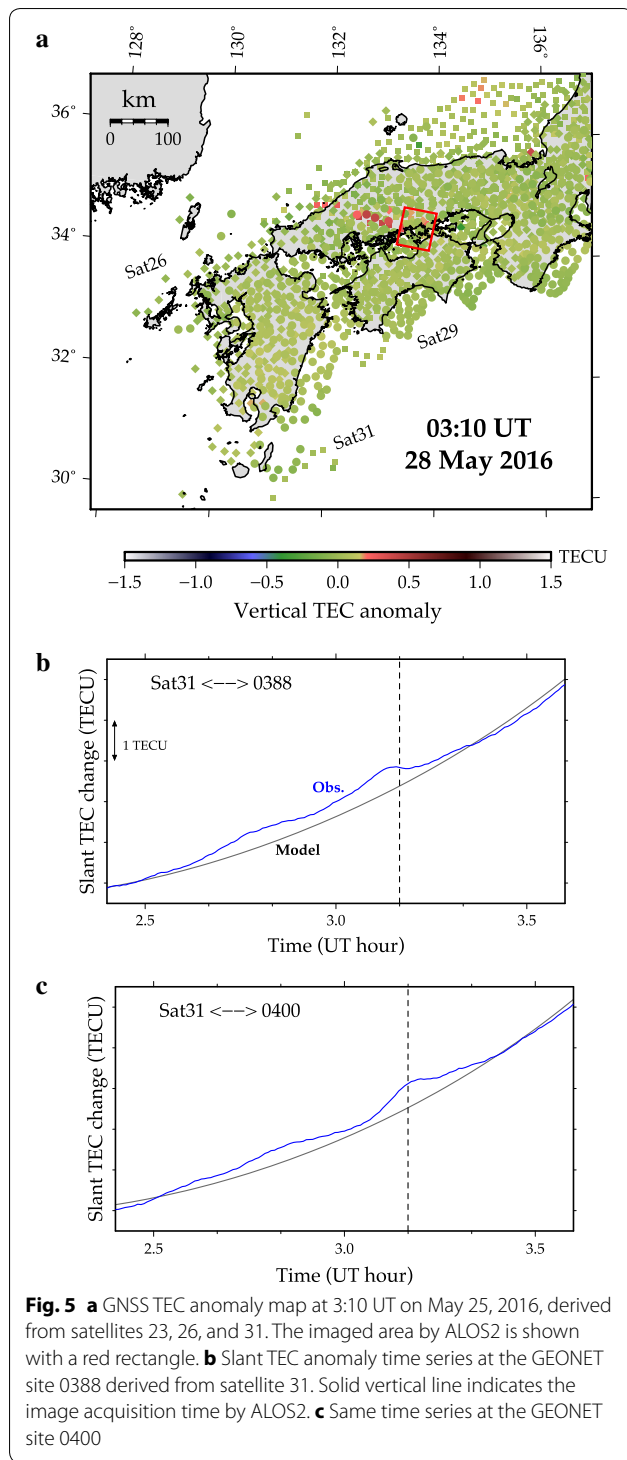 a
128° 130° 132° 134° 136°
km
0 100
36°
34°
32°
30°
Sat26
Sat29
Sat31
03:10 UT
28 May 2016
TECU
−1.5 −1.0 −0.5 0.0 0.5 1.0 1.5
Vertical TEC anomaly
b
Sat31 <−−> 0388
1 TECU
Obs.
Model
Slant TEC change (TECU)
2.5 3.0 3.5
Time (UT hour)
c
Sat31 <−−> 0400
Slant TEC change (TECU)
2.5 3.0 3.5
Time (UT hour)
Fig. 5 a GNSS TEC anomaly map at 3:10 UT on May 25, 2016, derived
from satellites 23, 26, and 31. The imaged area by ALOS2 is shown
with a red rectangle. b Slant TEC anomaly time series at the GEONET
site 0388 derived from satellite 31. Solid vertical line indicates the
image acquisition time by ALOS2. c Same time series at the GEONET
site 0400